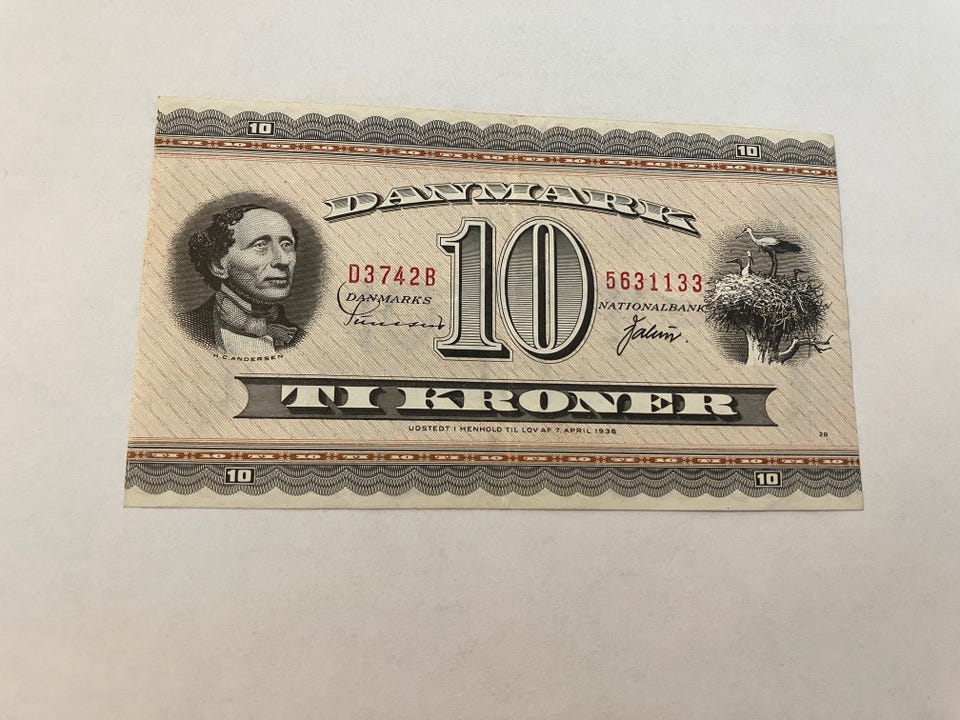 10 10
DANMARK
10
D3742B 5631133
DANMARKS NATIONALBANK
H.C.ANDERSEN
TI KRONER
UDSTEDT I HENHOLD TIL LOV AF 7. APRIL 1936
2B
10 10